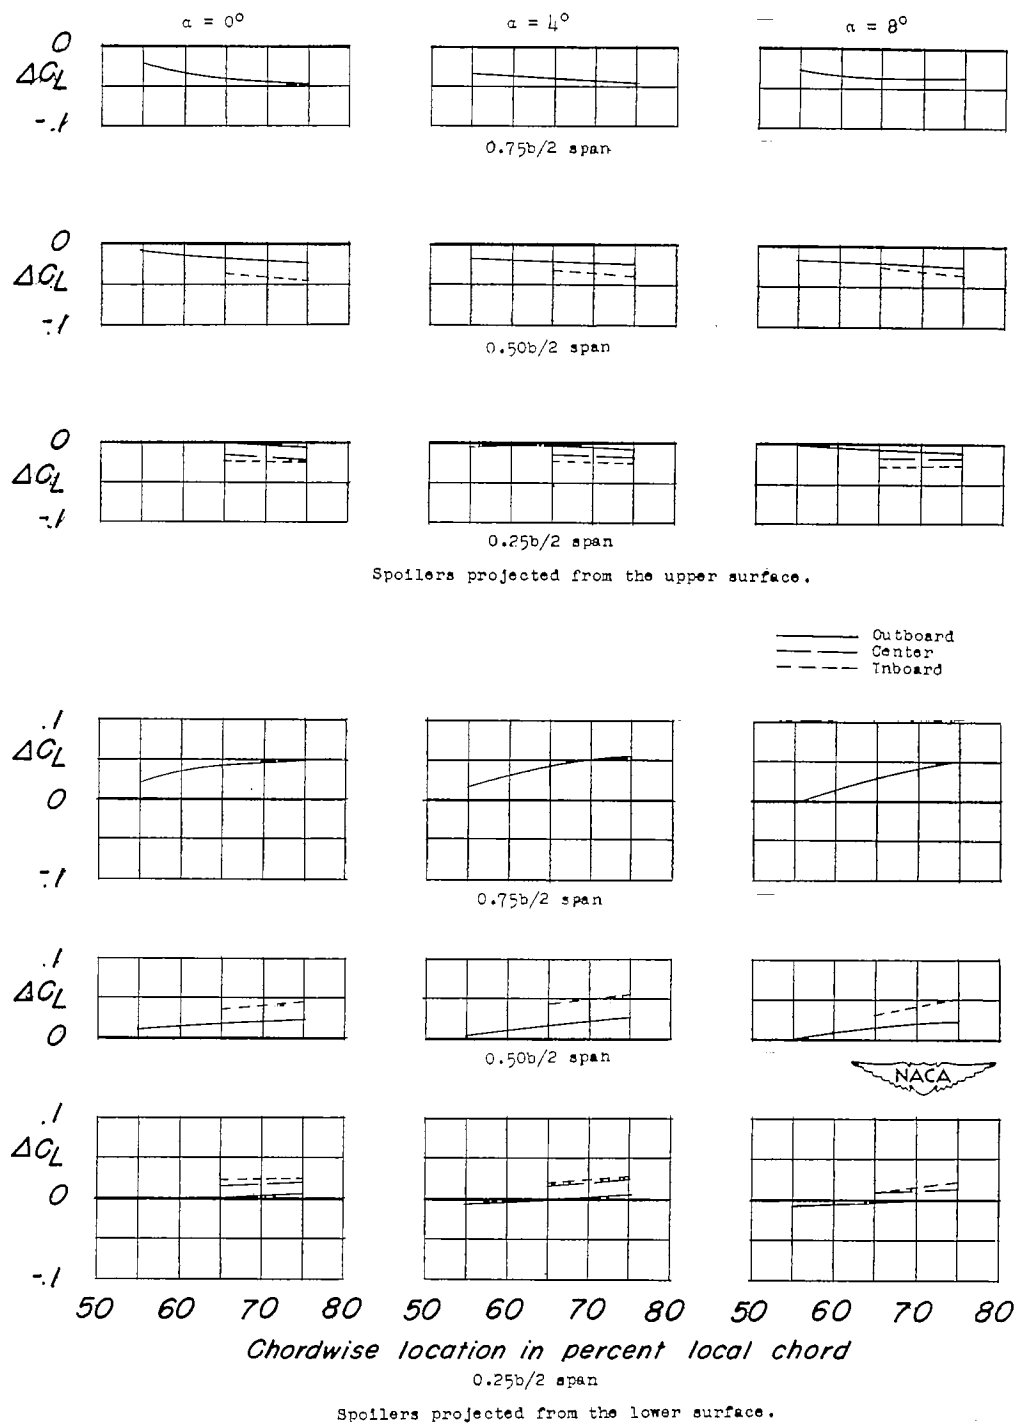 α = 0° α = 4° α = 8°
0
ΔCL
-.1
0.75b/2 span
0
ΔCL
-.1
0.50b/2 span
0
ΔCL
-.1
0.25b/2 span
Spoilers projected from the upper surface.
Outboard
Center
Inboard
.1
ΔCL
0
-.1
0.75b/2 span
.1
ΔCL
0
0.50b/2 span
NACA
.1
ΔCL
0
-.1
50 60 70 80 50 60 70 80 50 60 70 80
Chordwise location in percent local chord
0.25b/2 span
Spoilers projected from the lower surface.